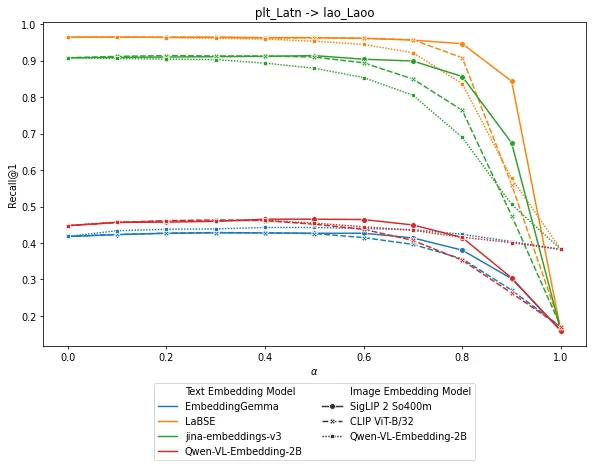 plt_Latn -> lao_Laoo
Recall@1
1.0
0.9
0.8
0.7
0.6
0.5
0.4
0.3
0.2
0.0
0.2
0.4
0.6
0.8
1.0
α
Text Embedding Model
EmbeddingGemma
LaBSE
jina-embeddings-v3
Qwen-VL-Embedding-2B
Image Embedding Model
SigLIP 2 So400m
CLIP ViT-B/32
Qwen-VL-Embedding-2B